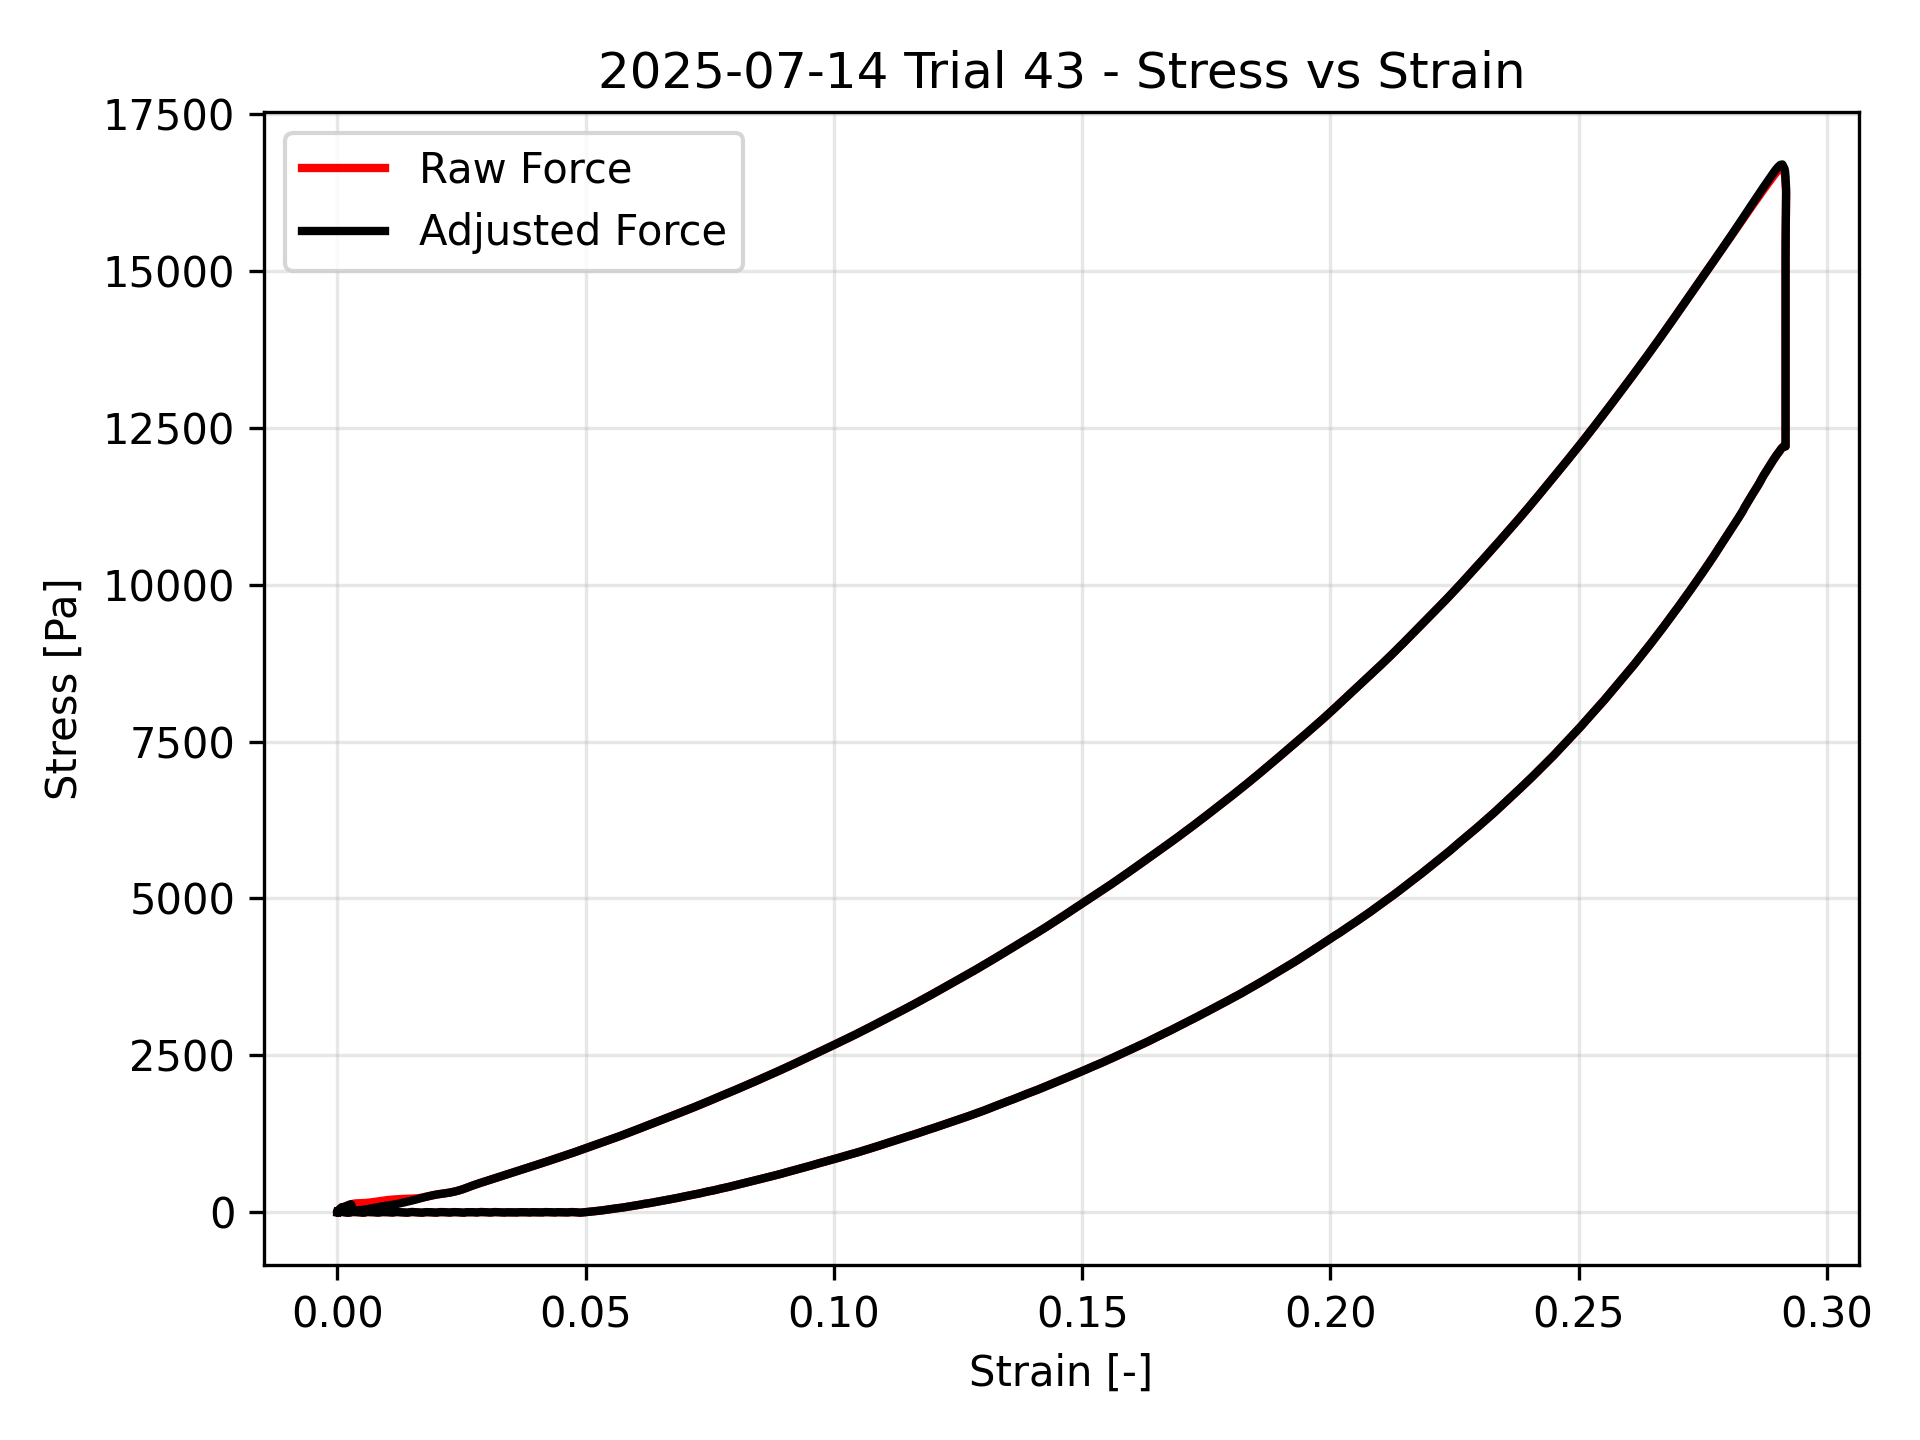 2025-07-14 Trial 43 - Stress vs Strain
Raw Force
Adjusted Force
17500
15000
12500
10000
7500
5000
2500
0
Stress [Pa]
0.00 0.05 0.10 0.15 0.20 0.25 0.30
Strain [-]